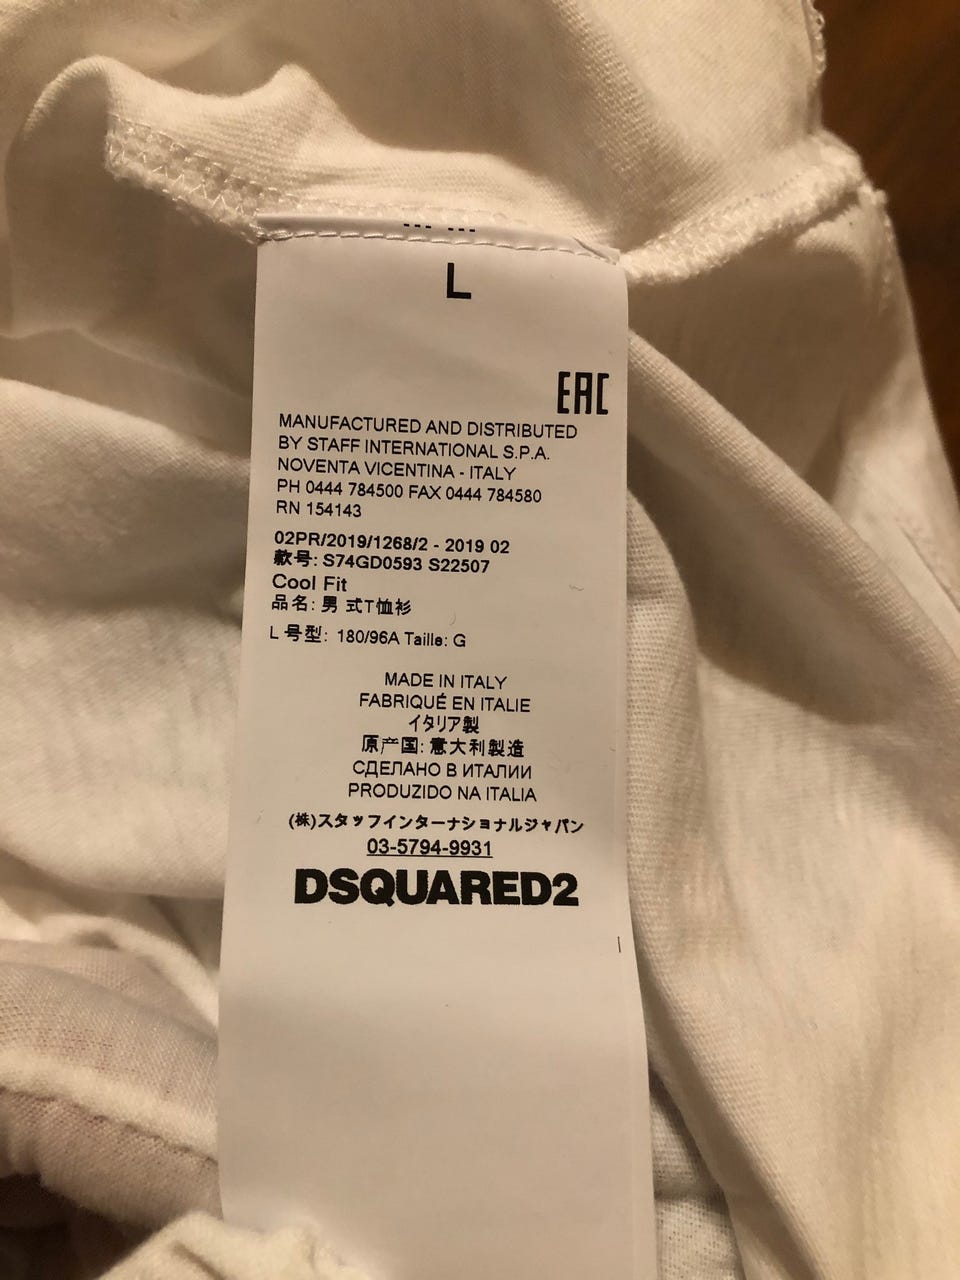 L
EAC
MANUFACTURED AND DISTRIBUTED
BY STAFF INTERNATIONAL S.P.A.
NOVENTA VICENTINA - ITALY
PH 0444 784500 FAX 0444 784580
RN 154143
02PR/2019/1268/2 - 2019 02
款号: S74GD0593 S22507
Cool Fit
品名: 男 式T恤衫
L 号型: 180/96A Taille: G
MADE IN ITALY
FABRIQUÉ EN ITALIE
イタリア製
原产国: 意大利製造
СДЕЛАНО В ИТАЛИИ
PRODUZIDO NA ITALIA
(株)スタッフインターナショナルジャパン
03-5794-9931
DSQUARED2